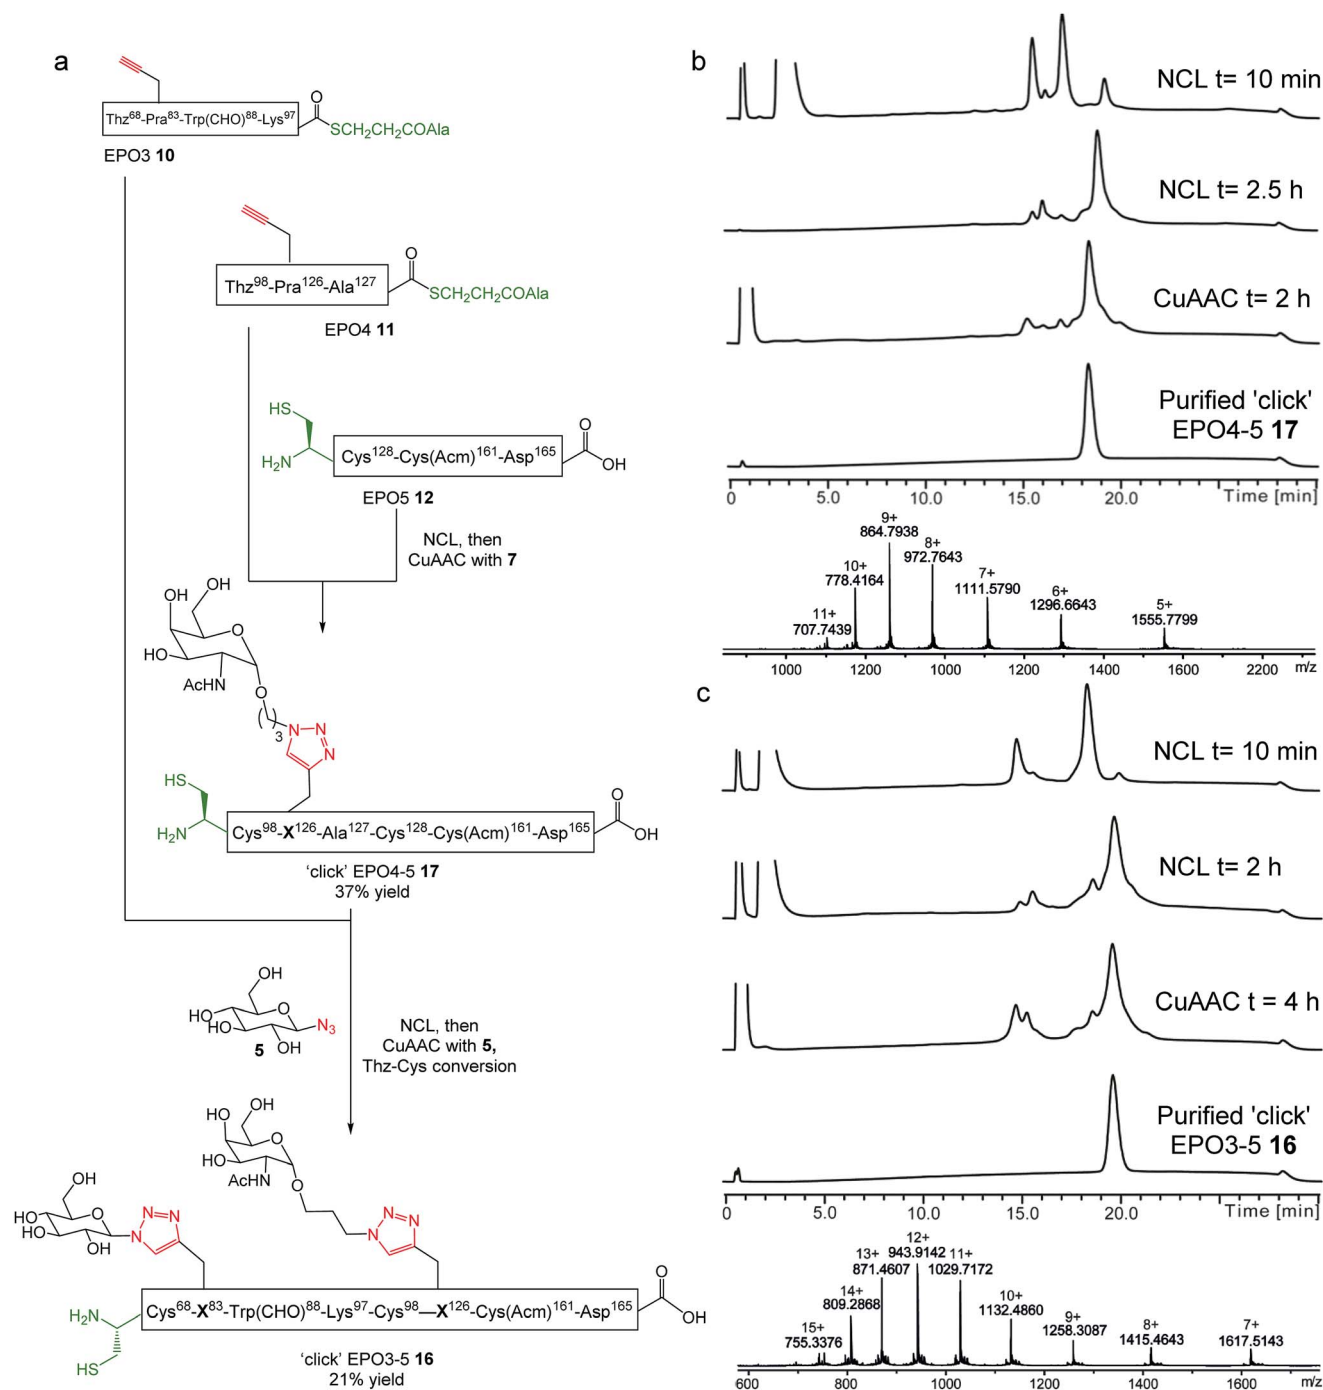 a
Thz⁶⁸-Pra⁸³-Trp(CHO)⁸⁸-Lys⁹⁷
O
SCH₂CH₂COAla
EPO3 10
Thz⁹⁸-Pra¹²⁶-Ala¹²⁷
O
SCH₂CH₂COAla
EPO4 11
HS
H₂N
Cys¹²⁸-Cys(Acm)¹⁶¹-Asp¹⁶⁵
O
OH
EPO5 12
NCL, then
CuAAC with 7
OH
OH
O
HO
AcHN
O
3
N
N
N
HS
H₂N
Cys⁹⁸-X¹²⁶-Ala¹²⁷-Cys¹²⁸-Cys(Acm)¹⁶¹-Asp¹⁶⁵
O
OH
'click' EPO4-5 17
37% yield
OH
HO
O
HO
N₃
OH
5
NCL, then
CuAAC with 5,
Thz-Cys conversion
OH
HO
O
HO
AcHN
O
N
N
N
OH
HO
O
HO
OH
N
N
N
H₂N
HS
Cys⁶⁸-X⁸³-Trp(CHO)⁸⁸-Lys⁹⁷-Cys⁹⁸—X¹²⁶-Cys(Acm)¹⁶¹-Asp¹⁶⁵
O
OH
'click' EPO3-5 16
21% yield
b
NCL t= 10 min
NCL t= 2.5 h
CuAAC t= 2 h
Purified 'click'
EPO4-5 17
0 5.0 10.0 15.0 20.0 Time [min]
11+
707.7439
10+
778.4164
9+
864.7938
8+
972.7643
7+
1111.5790
6+
1296.6643
5+
1555.7799
1000 1200 1000 1200 1400 1600 2200 m/z
c
NCL t= 10 min
NCL t= 2 h
CuAAC t = 4 h
Purified 'click'
EPO3-5 16
0 5.0 10.0 15.0 20.0 Time [min]
15+
755.3376
14+
809.2868
13+
871.4607
12+
943.9142
11+
1029.7172
10+
1132.4860
9+
1258.3087
8+
1415.4643
7+
1617.5143
600 800 1000 1200 1400 1600 m/z